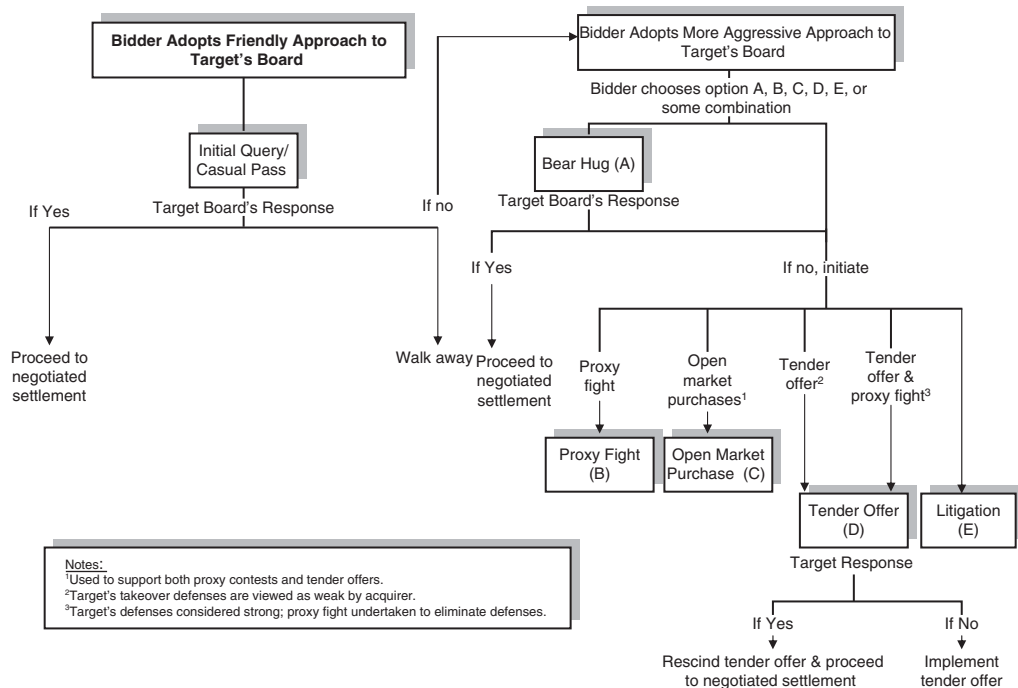 Bidder Adopts Friendly Approach to
Target's Board
Initial Query/
Casual Pass
Target Board's Response
If Yes
If no
Proceed to
negotiated
settlement
Walk away
Bidder Adopts More Aggressive Approach to
Target's Board
Bidder chooses option A, B, C, D, E, or
some combination
Bear Hug (A)
Target Board's Response
If Yes
If no, initiate
Proceed to
negotiated
settlement
Proxy
fight
Open
market
purchases¹
Tender
offer²
Tender
offer &
proxy fight³
Proxy Fight
(B)
Open Market
Purchase (C)
Tender Offer
(D)
Litigation
(E)
Target Response
If Yes
If No
Rescind tender offer & proceed
to negotiated settlement
Implement
tender offer
Notes:
¹Used to support both proxy contests and tender offers.
²Target's takeover defenses are viewed as weak by acquirer.
³Target's defenses considered strong; proxy fight undertaken to eliminate defenses.